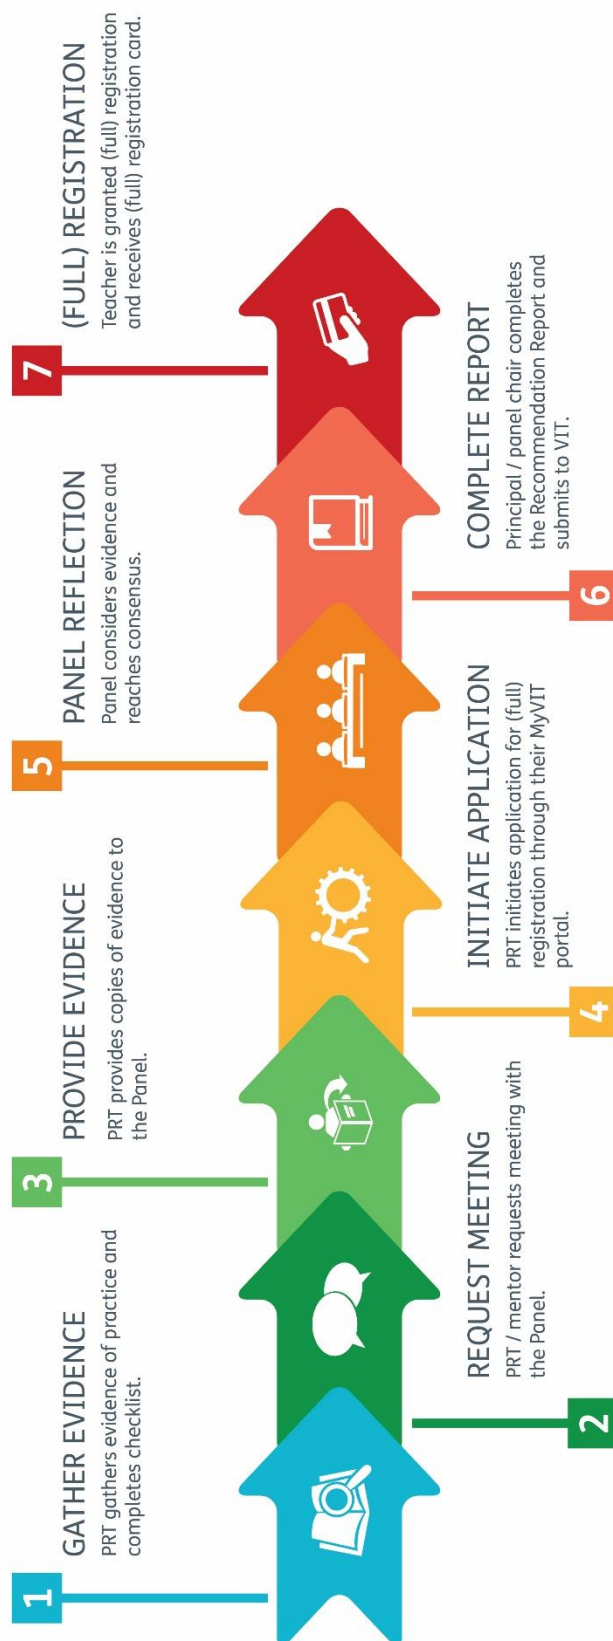 1
GATHER EVIDENCE
PRT gathers evidence of practice and
completes checklist.
2
REQUEST MEETING
PRT / mentor requests meeting with
the Panel.
3
PROVIDE EVIDENCE
PRT provides copies of evidence to
the Panel.
4
INITIATE APPLICATION
PRT initiates application for (full)
registration through their MyVIT
portal.
5
PANEL REFLECTION
Panel considers evidence and
reaches consensus.
6
COMPLETE REPORT
Principal / panel chair completes
the Recommendation Report and
submits to VIT.
7
(FULL) REGISTRATION
Teacher is granted (full) registration
and receives (full) registration card.